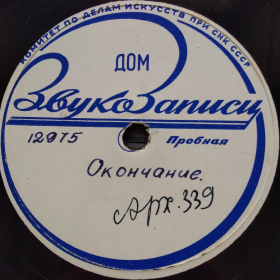 КОМИТЕТ ПО ДЕЛАМ ИСКУССТВ ПРИ СНК СССР
ДОМ
ЗвукоЗаписи
12975 Пробная
Окончание.
Арх. 339